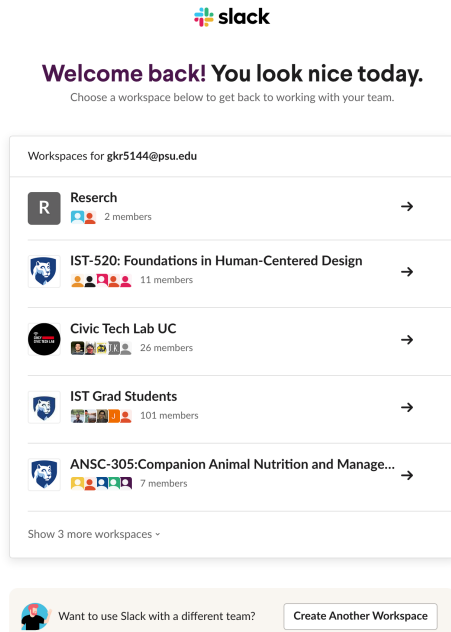 slack
Welcome back! You look nice today.
Choose a workspace below to get back to working with your team.
Workspaces for gkr5144@psu.edu
R
Reserch
2 members
IST-520: Foundations in Human-Centered Design
11 members
Civic Tech Lab UC
26 members
IST Grad Students
J
101 members
ANSC-305:Companion Animal Nutrition and Manage...
7 members
Show 3 more workspaces
Want to use Slack with a different team?
Create Another Workspace